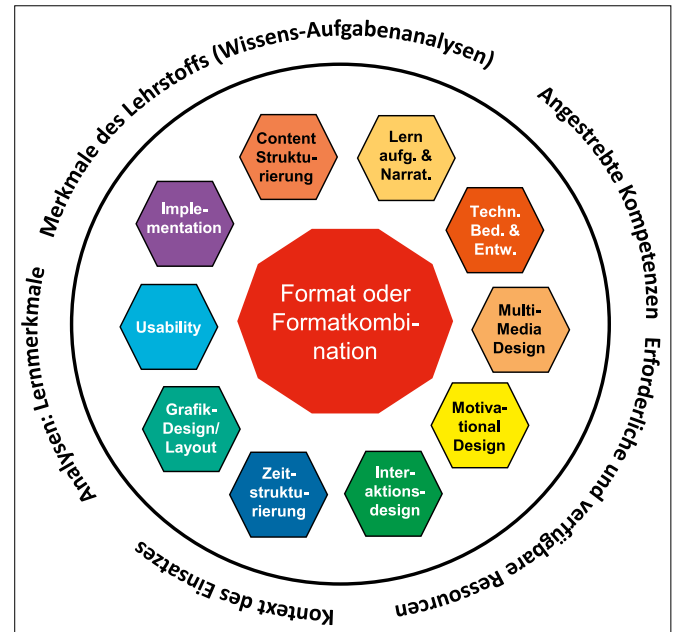 Merkmale des Lehrstoffs (Wissens-Aufgabenanalysen)
Angestrebte Kompetenzen
Erforderliche und verfügbare Ressourcen
Kontext des Einsatzes
Analysen: Lernmerkmale
Content
Struktu-
rierung
Lern
aufg. &
Narrat.
Techn.
Bed. &
Entw.
Multi-
Media
Design
Motiva-
tional
Design
Inter-
aktions-
design
Zeit-
struktu-
rierung
Grafik-
Design/
Layout
Usability
Imple-
mentation
Format oder
Formatkombi-
nation